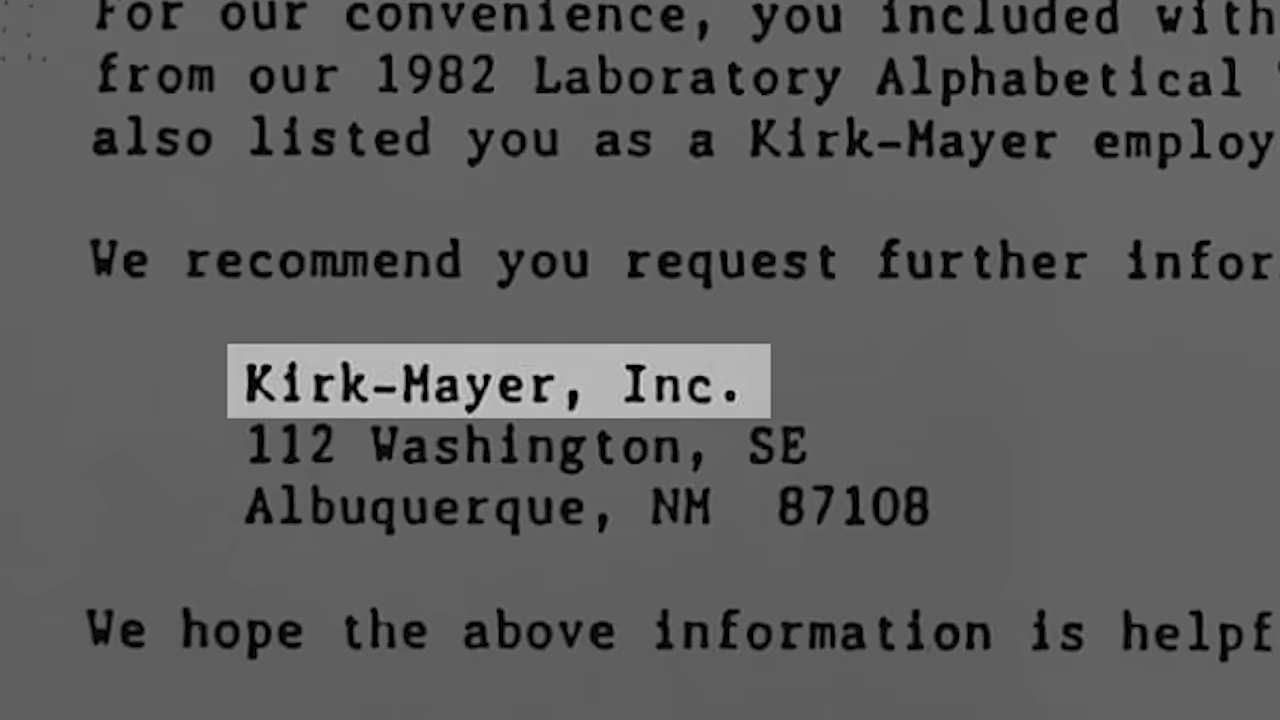 For our convenience, you included with
from our 1982 Laboratory Alphabetical
also listed you as a Kirk-Mayer employ
We recommend you request further infor
Kirk-Mayer, Inc.
112 Washington, SE
Albuquerque, NM 87108
We hope the above information is helpf